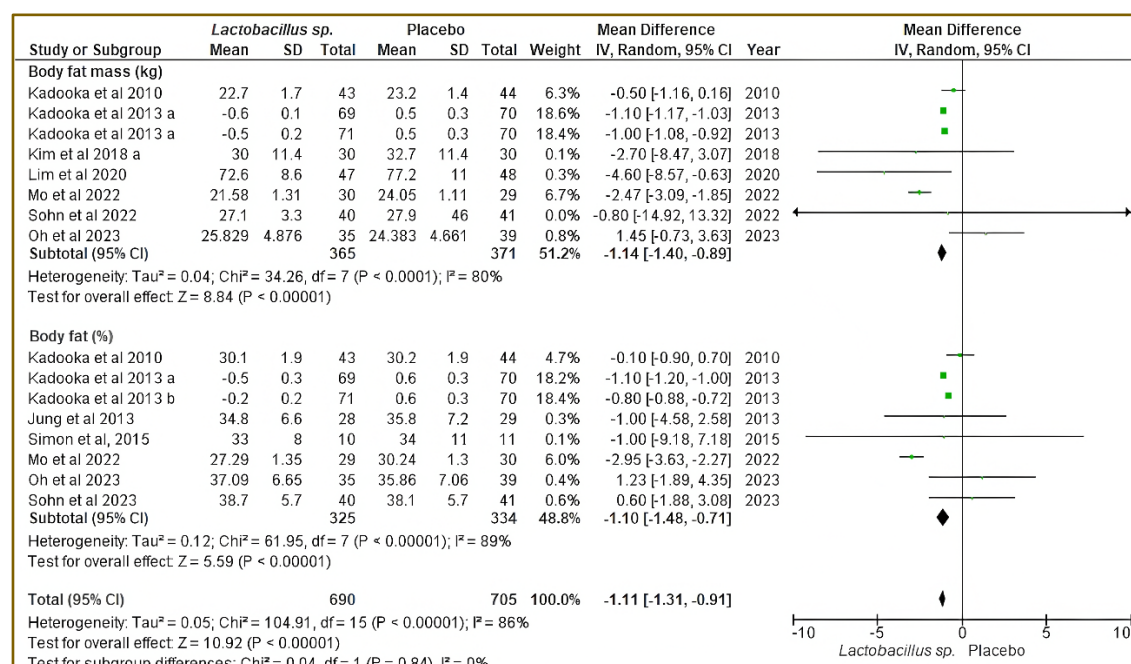 Lactobacillus sp. Placebo Mean Difference Mean Difference
Study or Subgroup Mean SD Total Mean SD Total Weight IV, Random, 95% CI Year IV, Random, 95% CI
Body fat mass (kg)
Kadooka et al 2010 22.7 1.7 43 23.2 1.4 44 6.3% -0.50 [-1.16, 0.16] 2010
Kadooka et al 2013 a -0.6 0.1 69 0.5 0.3 70 18.6% -1.10 [-1.17, -1.03] 2013
Kadooka et al 2013 a -0.5 0.2 71 0.5 0.3 70 18.4% -1.00 [-1.08, -0.92] 2013
Kim et al 2018 a 30 11.4 30 32.7 11.4 30 0.1% -2.70 [-8.47, 3.07] 2018
Lim et al 2020 72.6 8.6 47 77.2 11 48 0.3% -4.60 [-8.57, -0.63] 2020
Mo et al 2022 21.58 1.31 30 24.05 1.11 29 6.7% -2.47 [-3.09, -1.85] 2022
Sohn et al 2022 27.1 3.3 40 27.9 46 41 0.0% -0.80 [-14.92, 13.32] 2022
Oh et al 2023 25.829 4.876 35 24.383 4.661 39 0.8% 1.45 [-0.73, 3.63] 2023
Subtotal (95% CI) 365 371 51.2% -1.14 [-1.40, -0.89]
Heterogeneity: Tau² = 0.04; Chi² = 34.26, df = 7 (P < 0.0001); I² = 80%
Test for overall effect: Z = 8.84 (P < 0.00001)
Body fat (%)
Kadooka et al 2010 30.1 1.9 43 30.2 1.9 44 4.7% -0.10 [-0.90, 0.70] 2010
Kadooka et al 2013 a -0.5 0.3 69 0.6 0.3 70 18.2% -1.10 [-1.20, -1.00] 2013
Kadooka et al 2013 b -0.2 0.2 71 0.6 0.3 70 18.4% -0.80 [-0.88, -0.72] 2013
Jung et al 2013 34.8 6.6 28 35.8 7.2 29 0.3% -1.00 [-4.58, 2.58] 2013
Simon et al, 2015 33 8 10 34 11 11 0.1% -1.00 [-9.18, 7.18] 2015
Mo et al 2022 27.29 1.35 29 30.24 1.3 30 6.0% -2.95 [-3.63, -2.27] 2022
Oh et al 2023 37.09 6.65 35 35.86 7.06 39 0.4% 1.23 [-1.89, 4.35] 2023
Sohn et al 2023 38.7 5.7 40 38.1 5.7 41 0.6% 0.60 [-1.88, 3.08] 2023
Subtotal (95% CI) 325 334 48.8% -1.10 [-1.48, -0.71]
Heterogeneity: Tau² = 0.12; Chi² = 61.95, df = 7 (P < 0.00001); I² = 89%
Test for overall effect: Z = 5.59 (P < 0.00001)
Total (95% CI) 690 705 100.0% -1.11 [-1.31, -0.91]
Heterogeneity: Tau² = 0.05; Chi² = 104.91, df = 15 (P < 0.00001); I² = 86%
Test for overall effect: Z = 10.92 (P < 0.00001)
Test for subgroup differences: Chi² = 0.04, df = 1 (P = 0.84), I² = 0%
-10 -5 0 5 10
Lactobacillus sp. Placebo